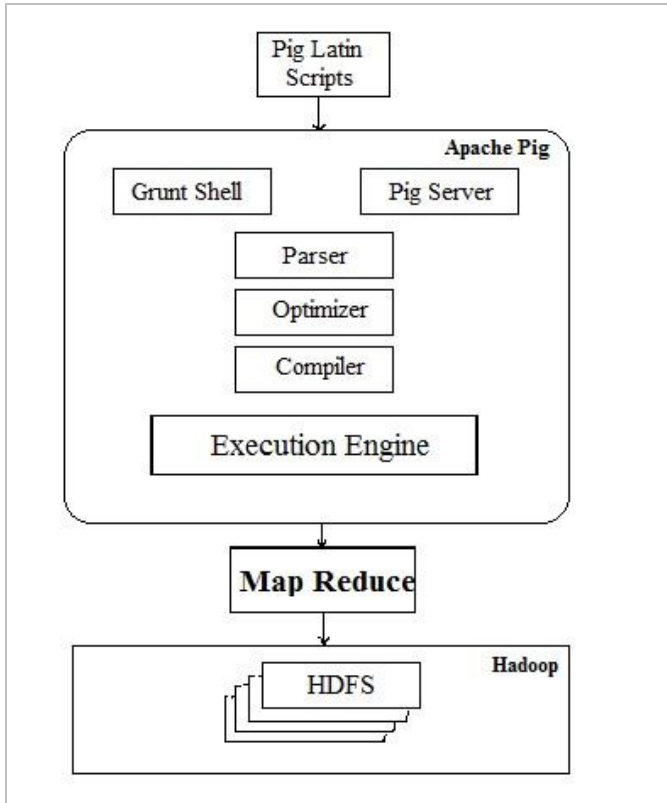 Pig Latin
Scripts
Apache Pig
Grunt Shell
Pig Server
Parser
Optimizer
Compiler
Execution Engine
Map Reduce
Hadoop
HDFS